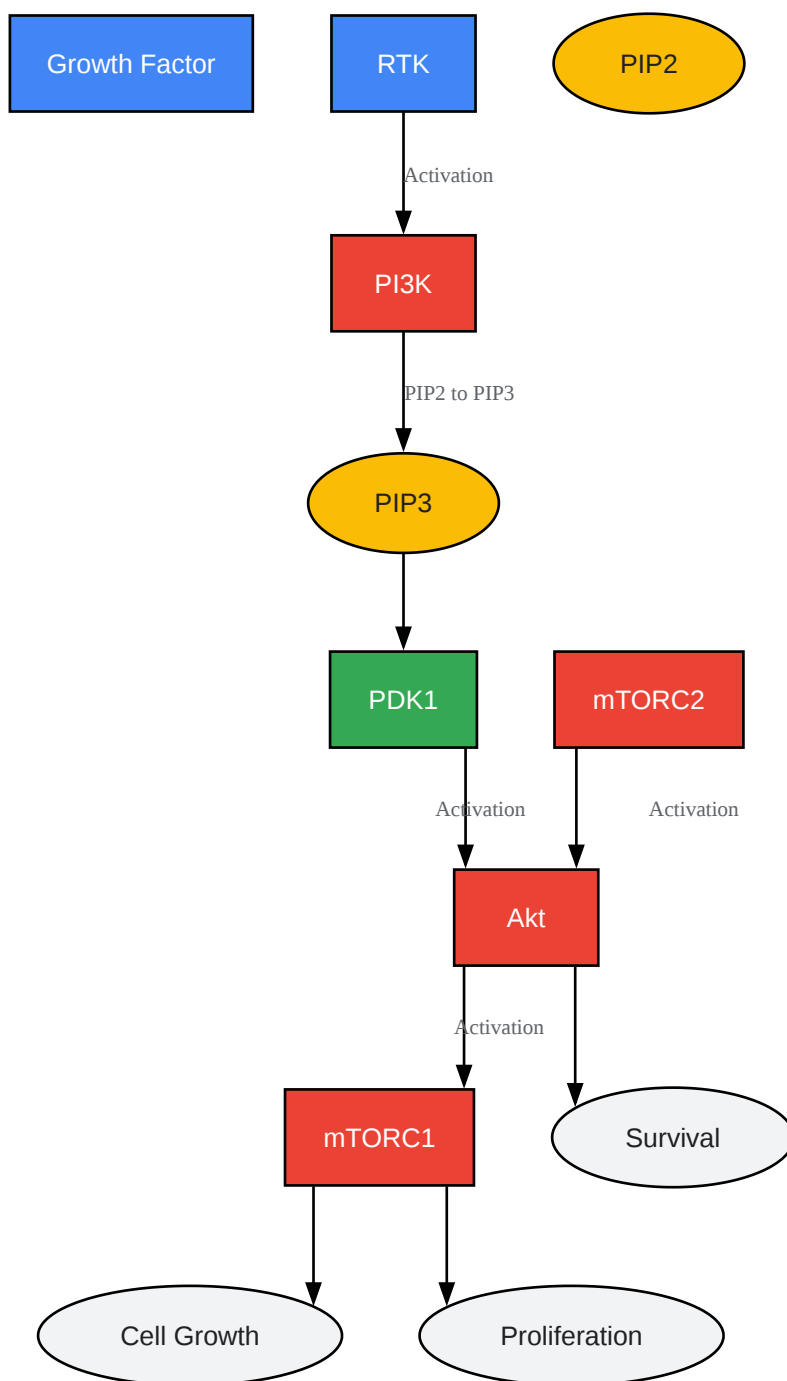 Growth Factor
RTK
PIP2
Activation
PI3K
PIP2 to PIP3
PIP3
PDK1
mTORC2
Activation
Activation
Akt
Activation
mTORC1
Survival
Cell Growth
Proliferation